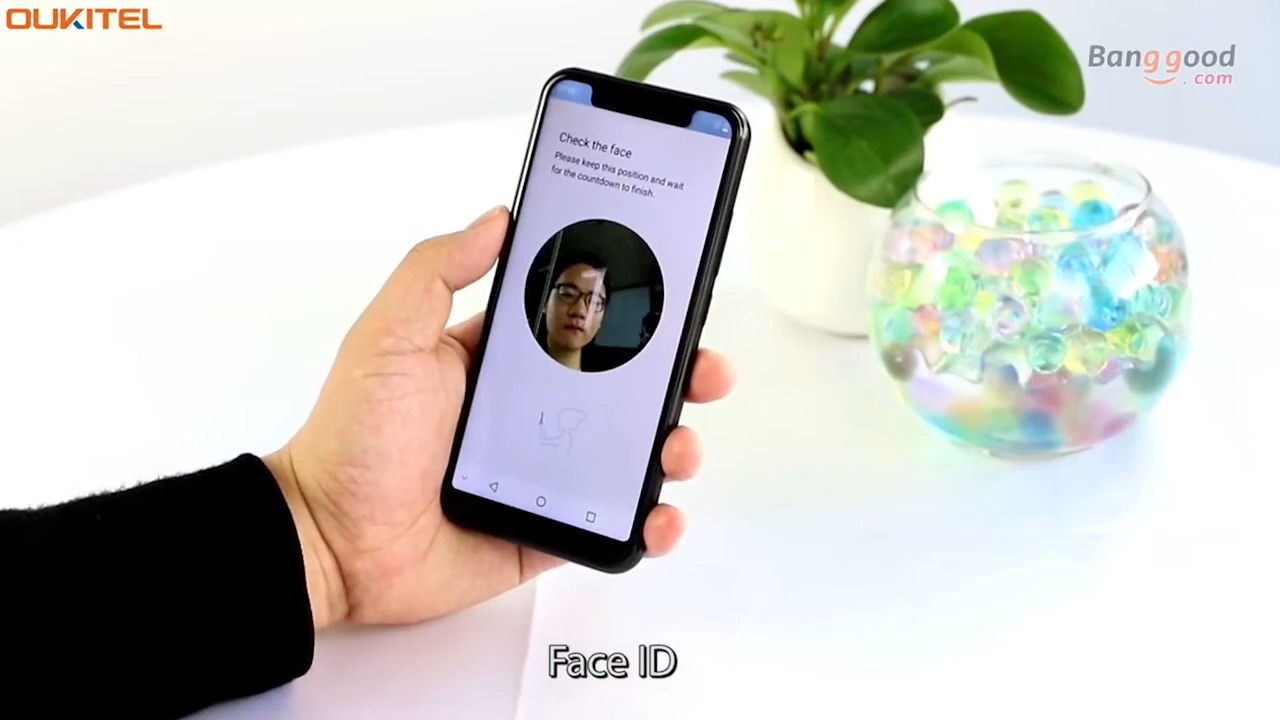 OUKITEL
Banggood
.com
Check the face
Please keep this position and wait
for the countdown to finish.
Face ID